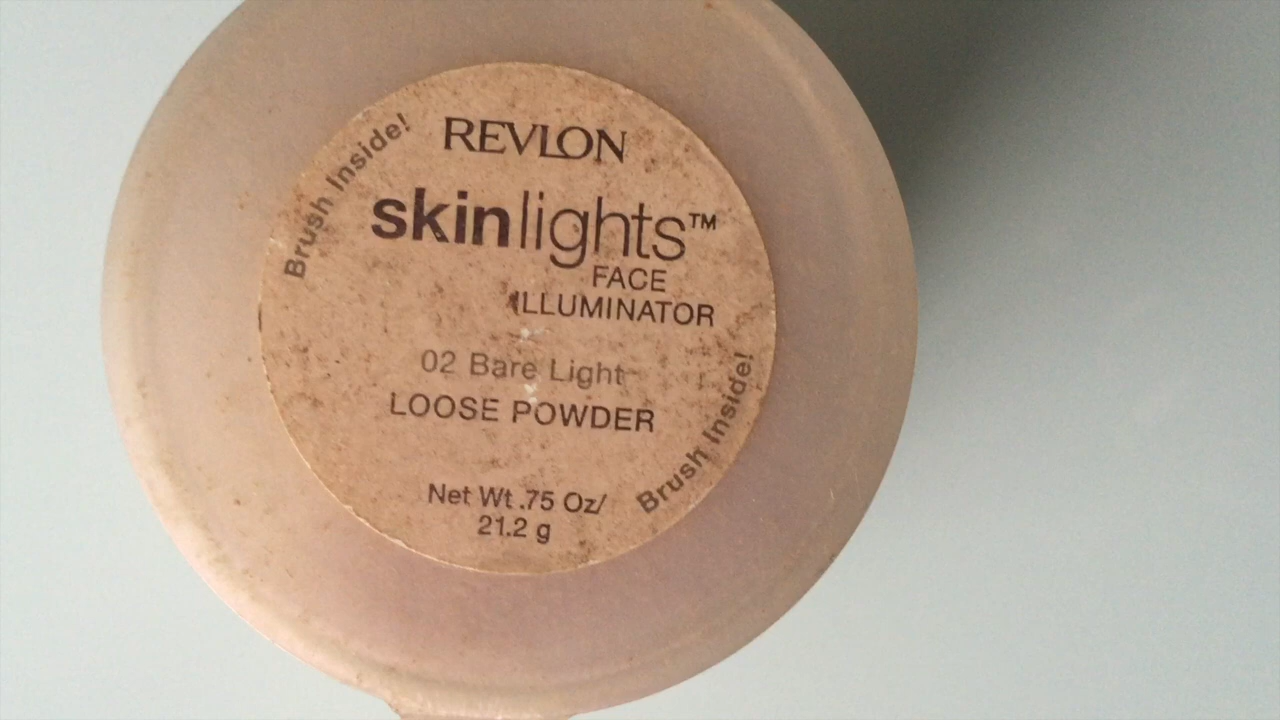 REVLON
skinlights™
FACE
ILLUMINATOR
02 Bare Light
LOOSE POWDER
Net Wt .75 Oz/
21.2 g
Brush Inside!
Brush Inside!